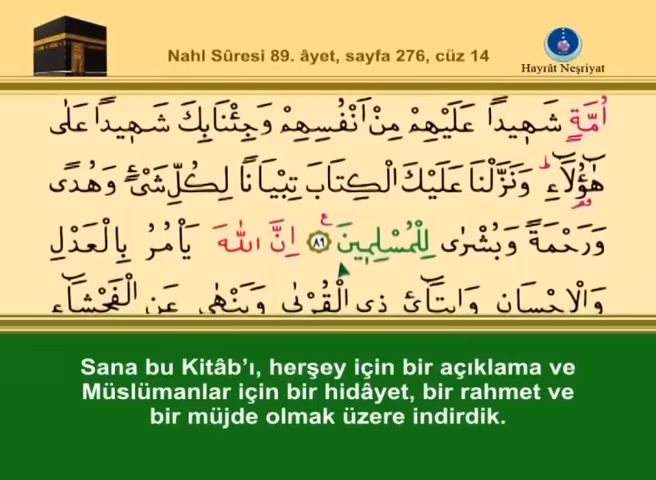 Nahl Sûresi 89. âyet, sayfa 276, cüz 14
Hayrât Neşriyat
اُمَّةٍ شَهٖيدًا عَلَيْهِمْ مِنْ اَنْفُسِهِمْ وَجِئْنَا بِكَ شَهٖيدًا عَلٰى
هٰٓؤُلَٓاءِ ط وَنَزَّلْنَا عَلَيْكَ الْكِتَابَ تِبْيَانًا لِكُلِّ شَىْءٍ وَهُدًى
وَرَحْمَةً وَبُشْرٰى لِلْمُسْلِمٖينَ ع ﴿٨٩﴾ اِنَّ اللّٰهَ يَاْمُرُ بِالْعَدْلِ
وَالْاِحْسَانِ وَاٖيتَٓائِ ذِى الْقُرْبٰى وَيَنْهٰى عَنِ الْفَحْشَٓاءِ
Sana bu Kitâb’ı, herşey için bir açıklama ve
Müslümanlar için bir hidâyet, bir rahmet ve
bir müjde olmak üzere indirdik.